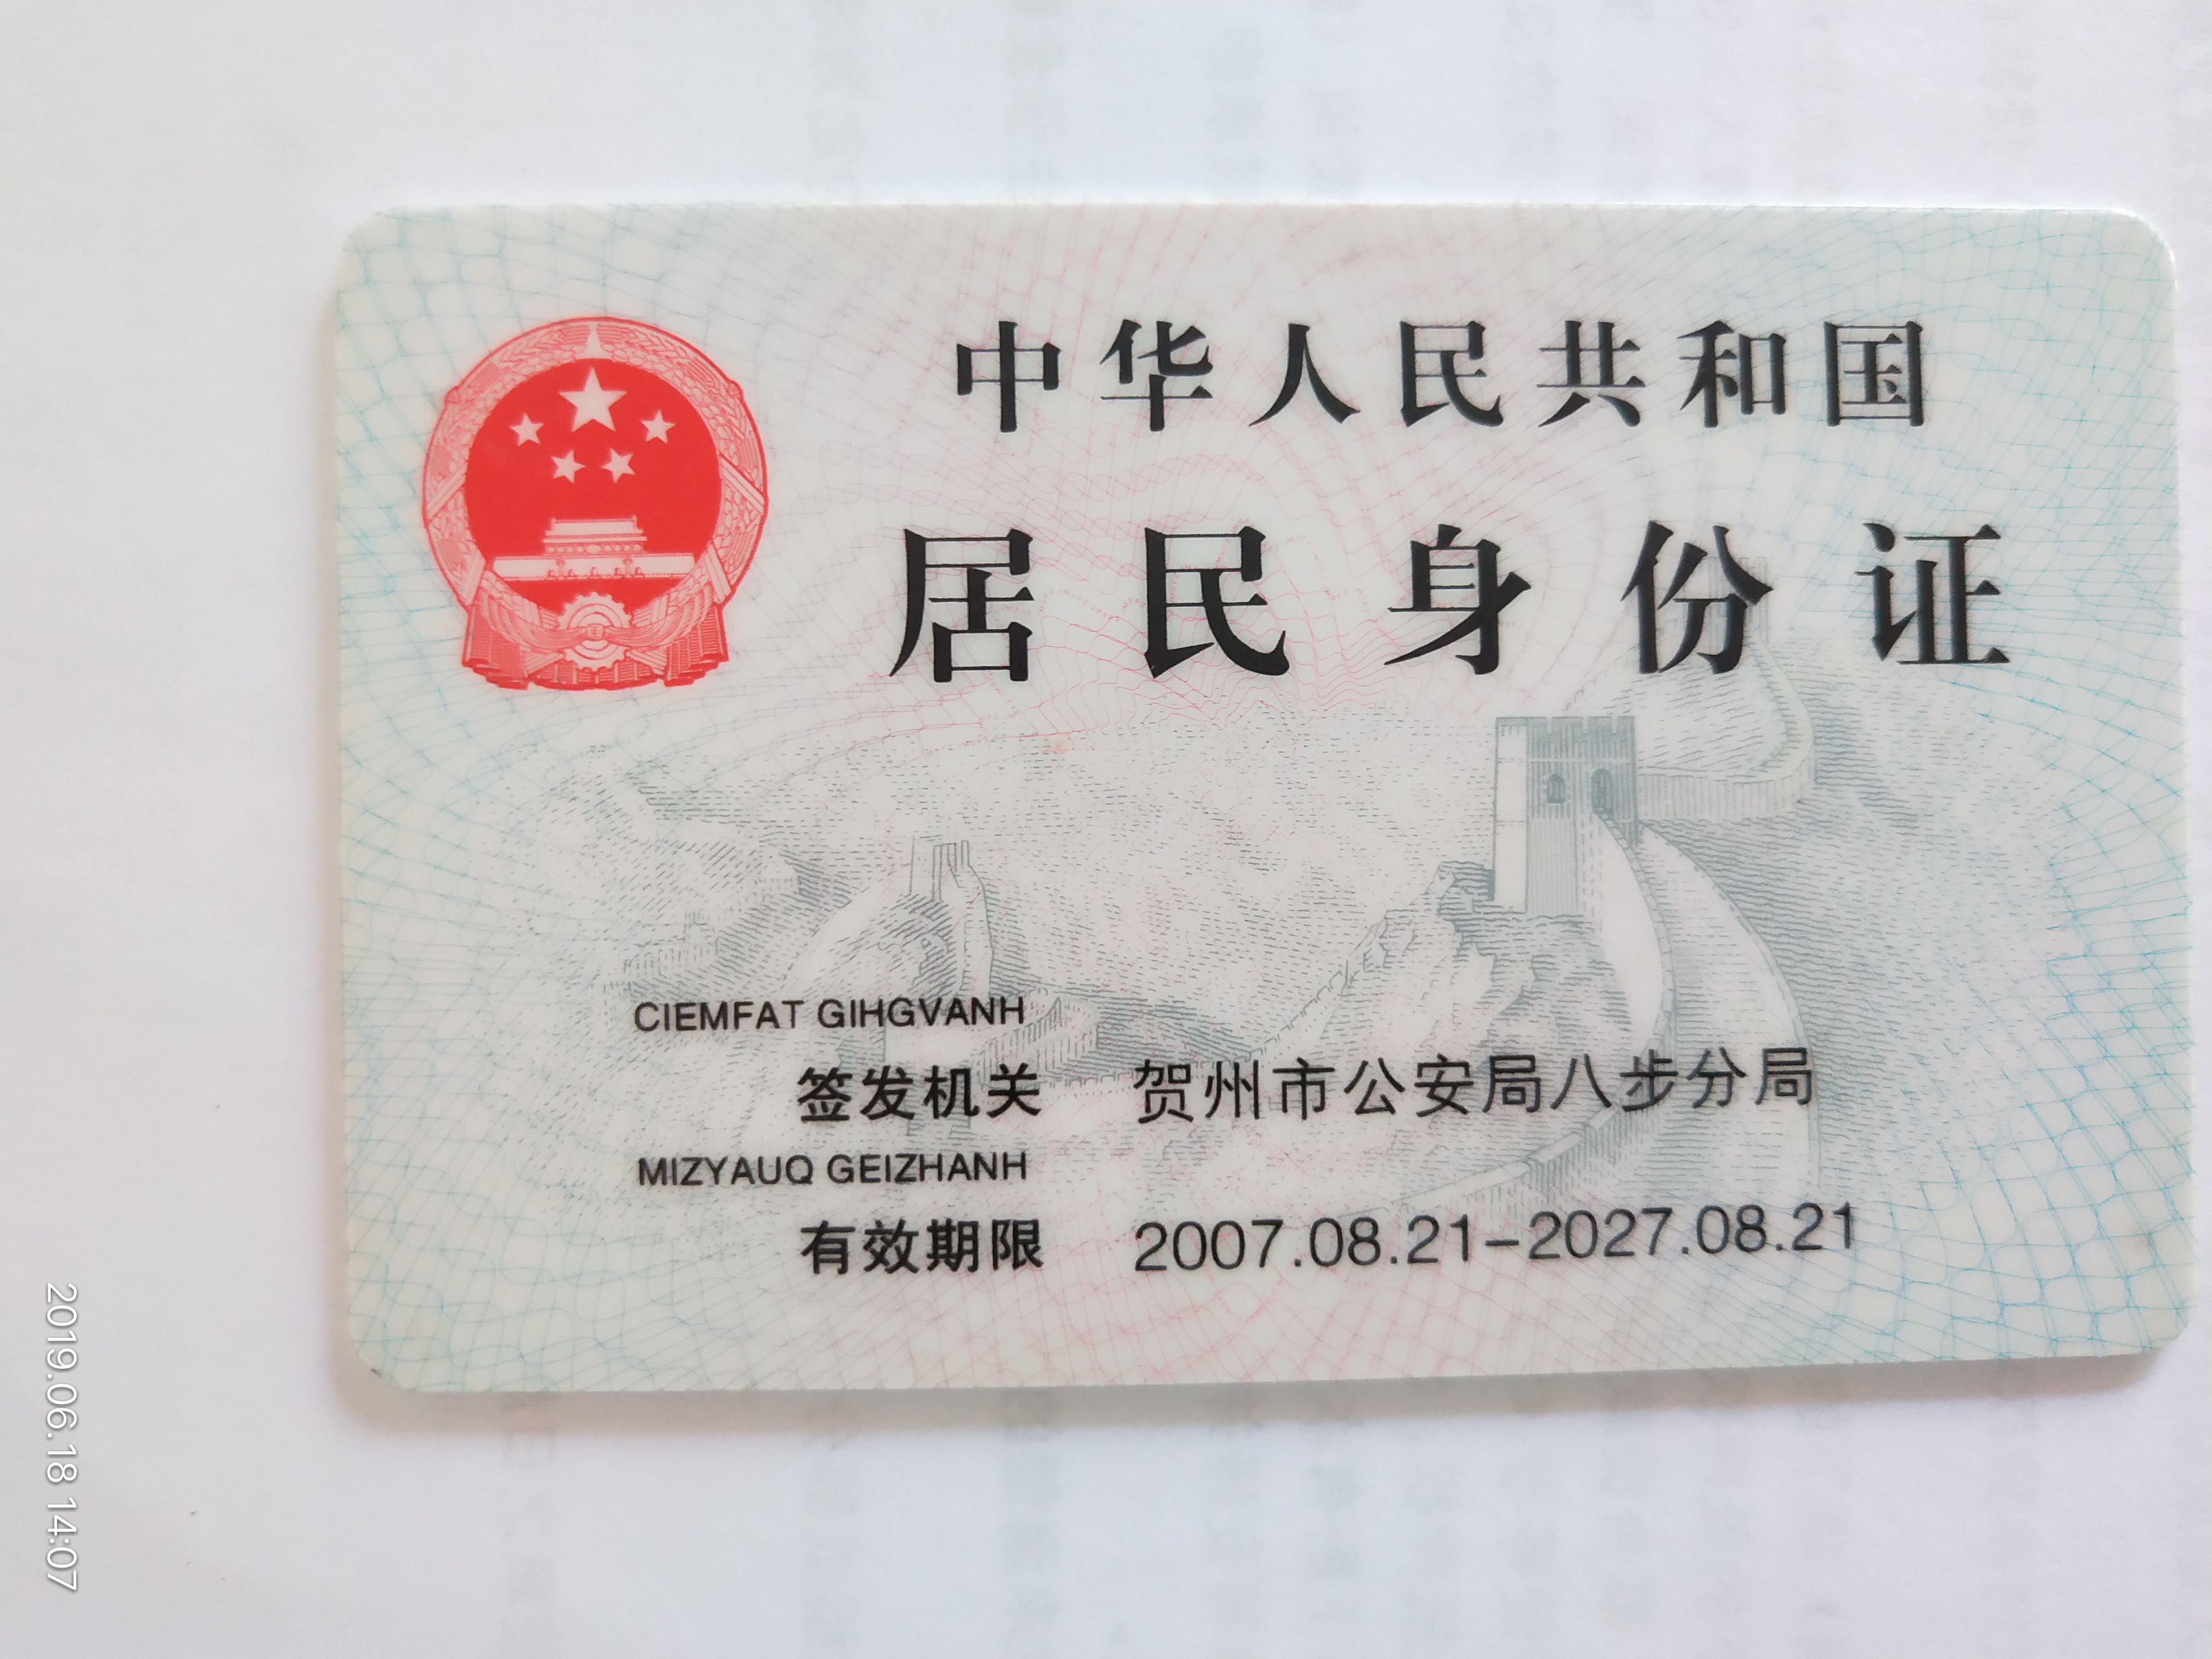 中华人民共和国
居民身份证
CIEMFAT GIHGVANH
签发机关 贺州市公安局八步分局
MIZYAUQ GEIZHANH
有效期限 2007.08.21-2027.08.21
2019.06.18 14:07